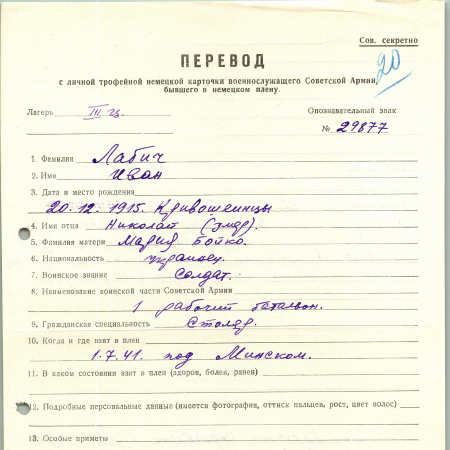 Сов. секретно
20
ПЕРЕВОД
с личной трофейной немецкой карточки военнослужащего Советской Армии,
бывшего в немецком плену.
Лагерь III ц.
Опознавательный знак
№ 29877
1. Фамилия Лабич
2. Имя Иван
3. Дата и место рождения
20.12.1915. Кривошеинцы
4. Имя отца Николай (умер).
5. Фамилия матери Мария Бойко.
6. Национальность украинец.
7. Воинское звание Солдат.
8. Наименование воинской части Советской Армии
1 рабочий батальон.
9. Гражданская специальность Столяр.
10. Когда и где взят в плен
1.7.41. под Минском.
11. В каком состоянии взят в плен (здоров, болен, ранен)
12. Подробные персональные данные (имеется фотография, оттиск пальцев, рост, цвет волос)
13. Особые приметы